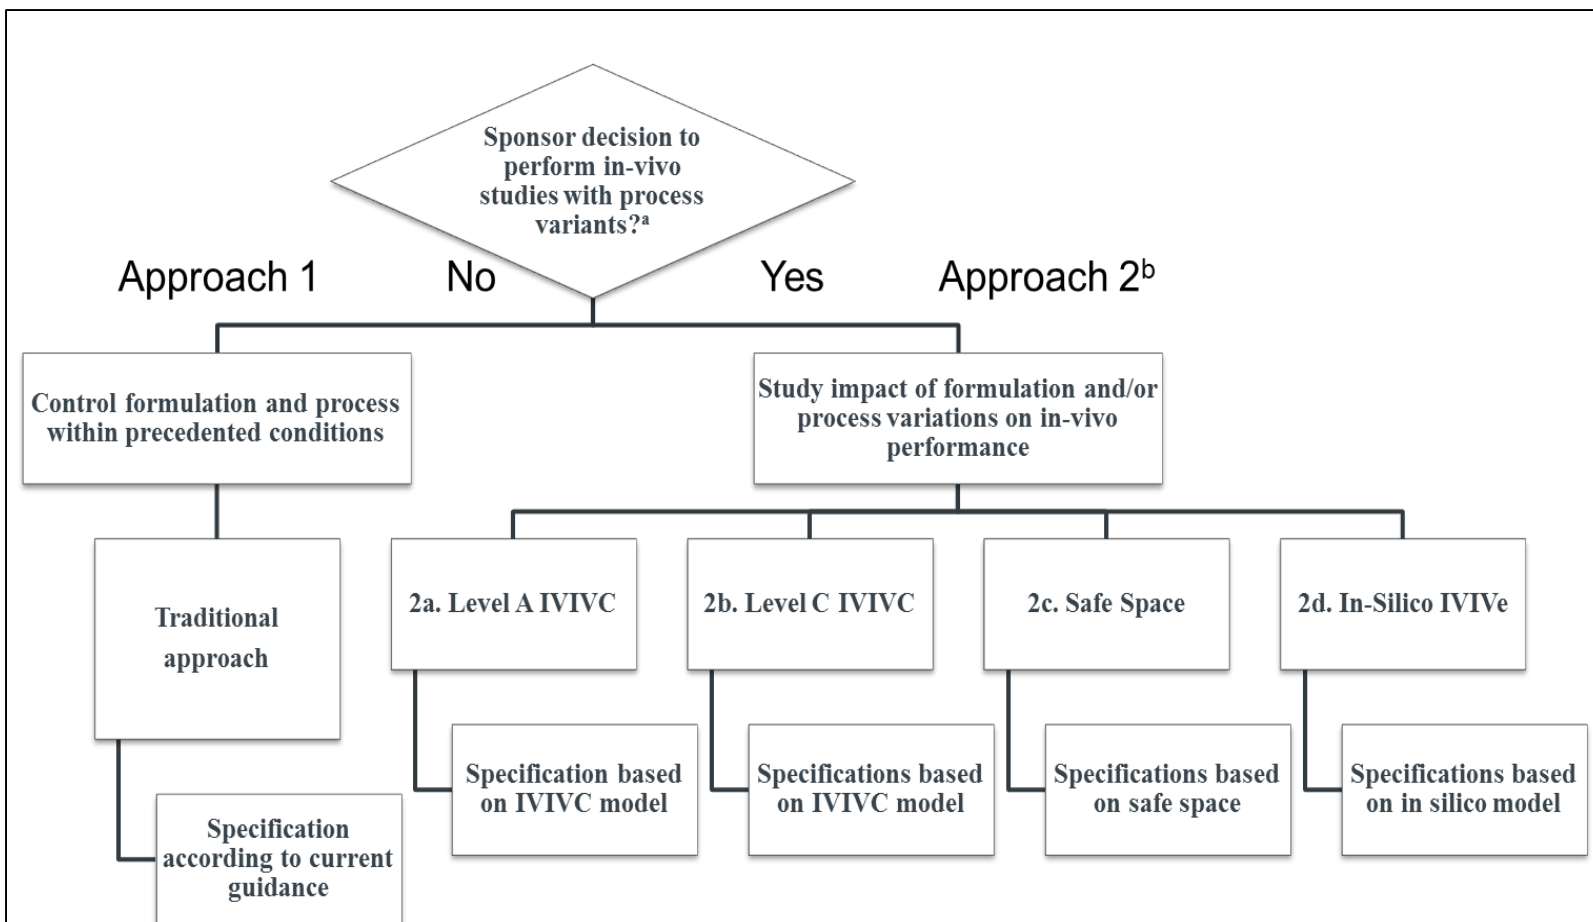 Sponsor decision to
perform in-vivo
studies with process
variants?ᵃ
Approach 1
No
Yes
Approach 2ᵇ
Control formulation and process
within precedented conditions
Study impact of formulation and/or
process variations on in-vivo
performance
Traditional
approach
2a. Level A IVIVC
2b. Level C IVIVC
2c. Safe Space
2d. In-Silico IVIVe
Specification
according to current
guidance
Specification based
on IVIVC model
Specifications based
on IVIVC model
Specifications based
on safe space
Specifications based
on in silico model